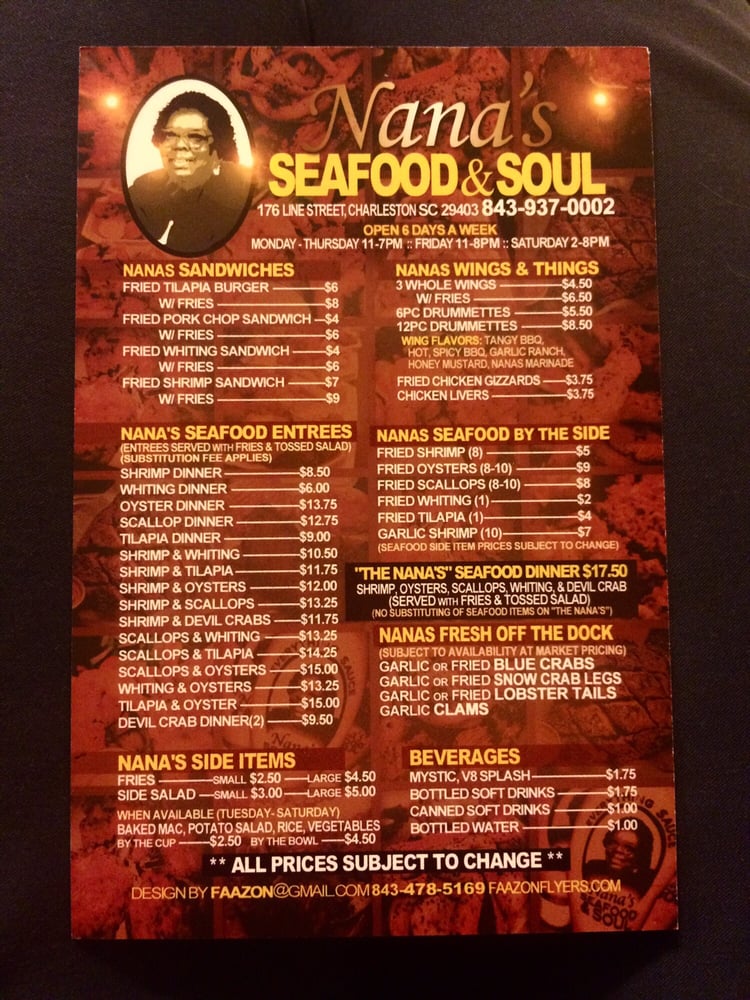 Nana's
SEAFOOD & SOUL
176 LINE STREET, CHARLESTON SC 29403 843-937-0002
OPEN 6 DAYS A WEEK
MONDAY - THURSDAY 11-7PM :: FRIDAY 11-8PM :: SATURDAY 2-8PM
NANAS SANDWICHES
FRIED TILAPIA BURGER $6
W/ FRIES $8
FRIED PORK CHOP SANDWICH $4
W/ FRIES $6
FRIED WHITING SANDWICH $4
W/ FRIES $6
FRIED SHRIMP SANDWICH $7
W/ FRIES $9
NANAS WINGS & THINGS
3 WHOLE WINGS $4.50
W/ FRIES $6.50
6PC DRUMMETTES $5.50
12PC DRUMMETTES $8.50
WING FLAVORS: TANGY BBQ,
HOT, SPICY BBQ, GARLIC RANCH,
HONEY MUSTARD, NANAS MARINADE
FRIED CHICKEN GIZZARDS $3.75
CHICKEN LIVERS $3.75
NANA'S SEAFOOD ENTREES
(ENTREES SERVED WITH FRIES & TOSSED SALAD)
(SUBSTITUTION FEE APPLIES)
SHRIMP DINNER $8.50
WHITING DINNER $6.00
OYSTER DINNER $13.75
SCALLOP DINNER $12.75
TILAPIA DINNER $9.00
SHRIMP & WHITING $10.50
SHRIMP & TILAPIA $11.75
SHRIMP & OYSTERS $12.00
SHRIMP & SCALLOPS $13.25
SHRIMP & DEVIL CRABS $11.75
SCALLOPS & WHITING $13.25
SCALLOPS & TILAPIA $14.25
SCALLOPS & OYSTERS $15.00
WHITING & OYSTERS $13.25
TILAPIA & OYSTER $15.00
DEVIL CRAB DINNER(2) $9.50
NANAS SEAFOOD BY THE SIDE
FRIED SHRIMP (8) $5
FRIED OYSTERS (8-10) $9
FRIED SCALLOPS (8-10) $8
FRIED WHITING (1) $2
FRIED TILAPIA (1) $4
GARLIC SHRIMP (10) $7
(SEAFOOD SIDE ITEM PRICES SUBJECT TO CHANGE)
"THE NANA'S" SEAFOOD DINNER $17.50
SHRIMP, OYSTERS, SCALLOPS, WHITING, & DEVIL CRAB
(SERVED WITH FRIES & TOSSED SALAD)
(NO SUBSTITUTING OF SEAFOOD ITEMS ON "THE NANA'S")
NANAS FRESH OFF THE DOCK
(SUBJECT TO AVAILABILITY AT MARKET PRICING)
GARLIC OR FRIED BLUE CRABS
GARLIC OR FRIED SNOW CRAB LEGS
GARLIC OR FRIED LOBSTER TAILS
GARLIC CLAMS
NANA'S SIDE ITEMS
FRIES SMALL $2.50 LARGE $4.50
SIDE SALAD SMALL $3.00 LARGE $5.00
WHEN AVAILABLE (TUESDAY- SATURDAY)
BAKED MAC, POTATO SALAD, RICE, VEGETABLES
BY THE CUP $2.50 BY THE BOWL $4.50
BEVERAGES
MYSTIC, V8 SPLASH $1.75
BOTTLED SOFT DRINKS $1.75
CANNED SOFT DRINKS $1.00
BOTTLED WATER $1.00
** ALL PRICES SUBJECT TO CHANGE **
DESIGN BY FAAZON@GMAIL.COM 843-478-5169 FAAZONFLYERS.COM
Nana's
SEAFOOD
& SOUL